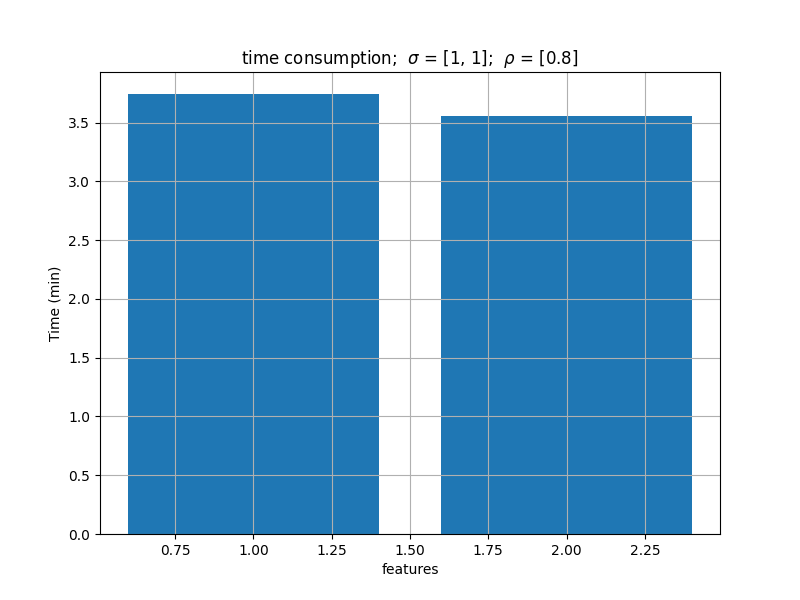 time consumption; σ = [1, 1]; ρ = [0.8]
3.5
3.0
2.5
2.0
1.5
1.0
0.5
0.0
Time (min)
0.75 1.00 1.25 1.50 1.75 2.00 2.25
features